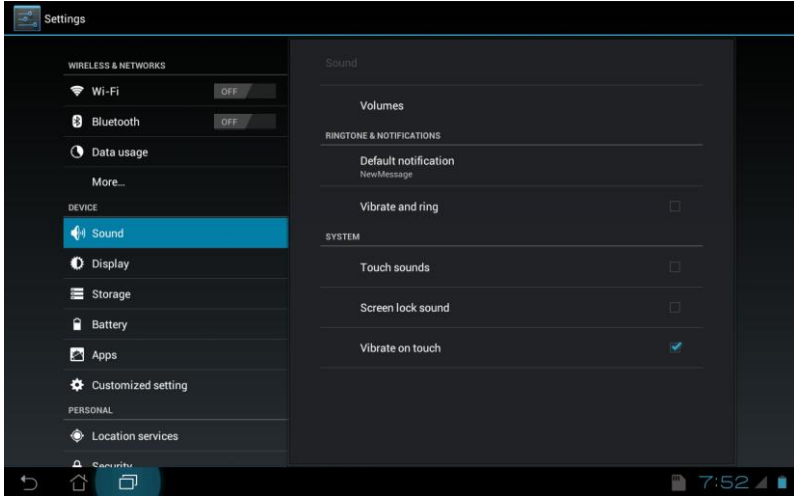 Settings
WIRELESS & NETWORKS
Wi-Fi OFF
Bluetooth OFF
Data usage
More...
DEVICE
Sound
Display
Storage
Battery
Apps
Customized setting
PERSONAL
Location services
Security
Sound
Volumes
RINGTONE & NOTIFICATIONS
Default notification
NewMessage
Vibrate and ring
SYSTEM
Touch sounds
Screen lock sound
Vibrate on touch
7:52